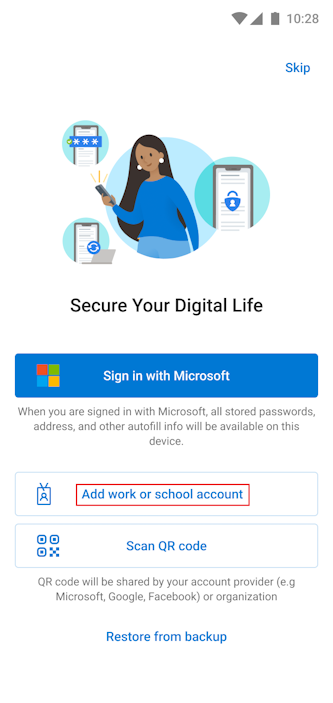 10:28
Skip
* * * *
Secure Your Digital Life
Sign in with Microsoft
When you are signed in with Microsoft, all stored passwords,
address, and other autofill info will be available on this
device.
Add work or school account
Scan QR code
QR code will be shared by your account provider (e.g
Microsoft, Google, Facebook) or organization
Restore from backup